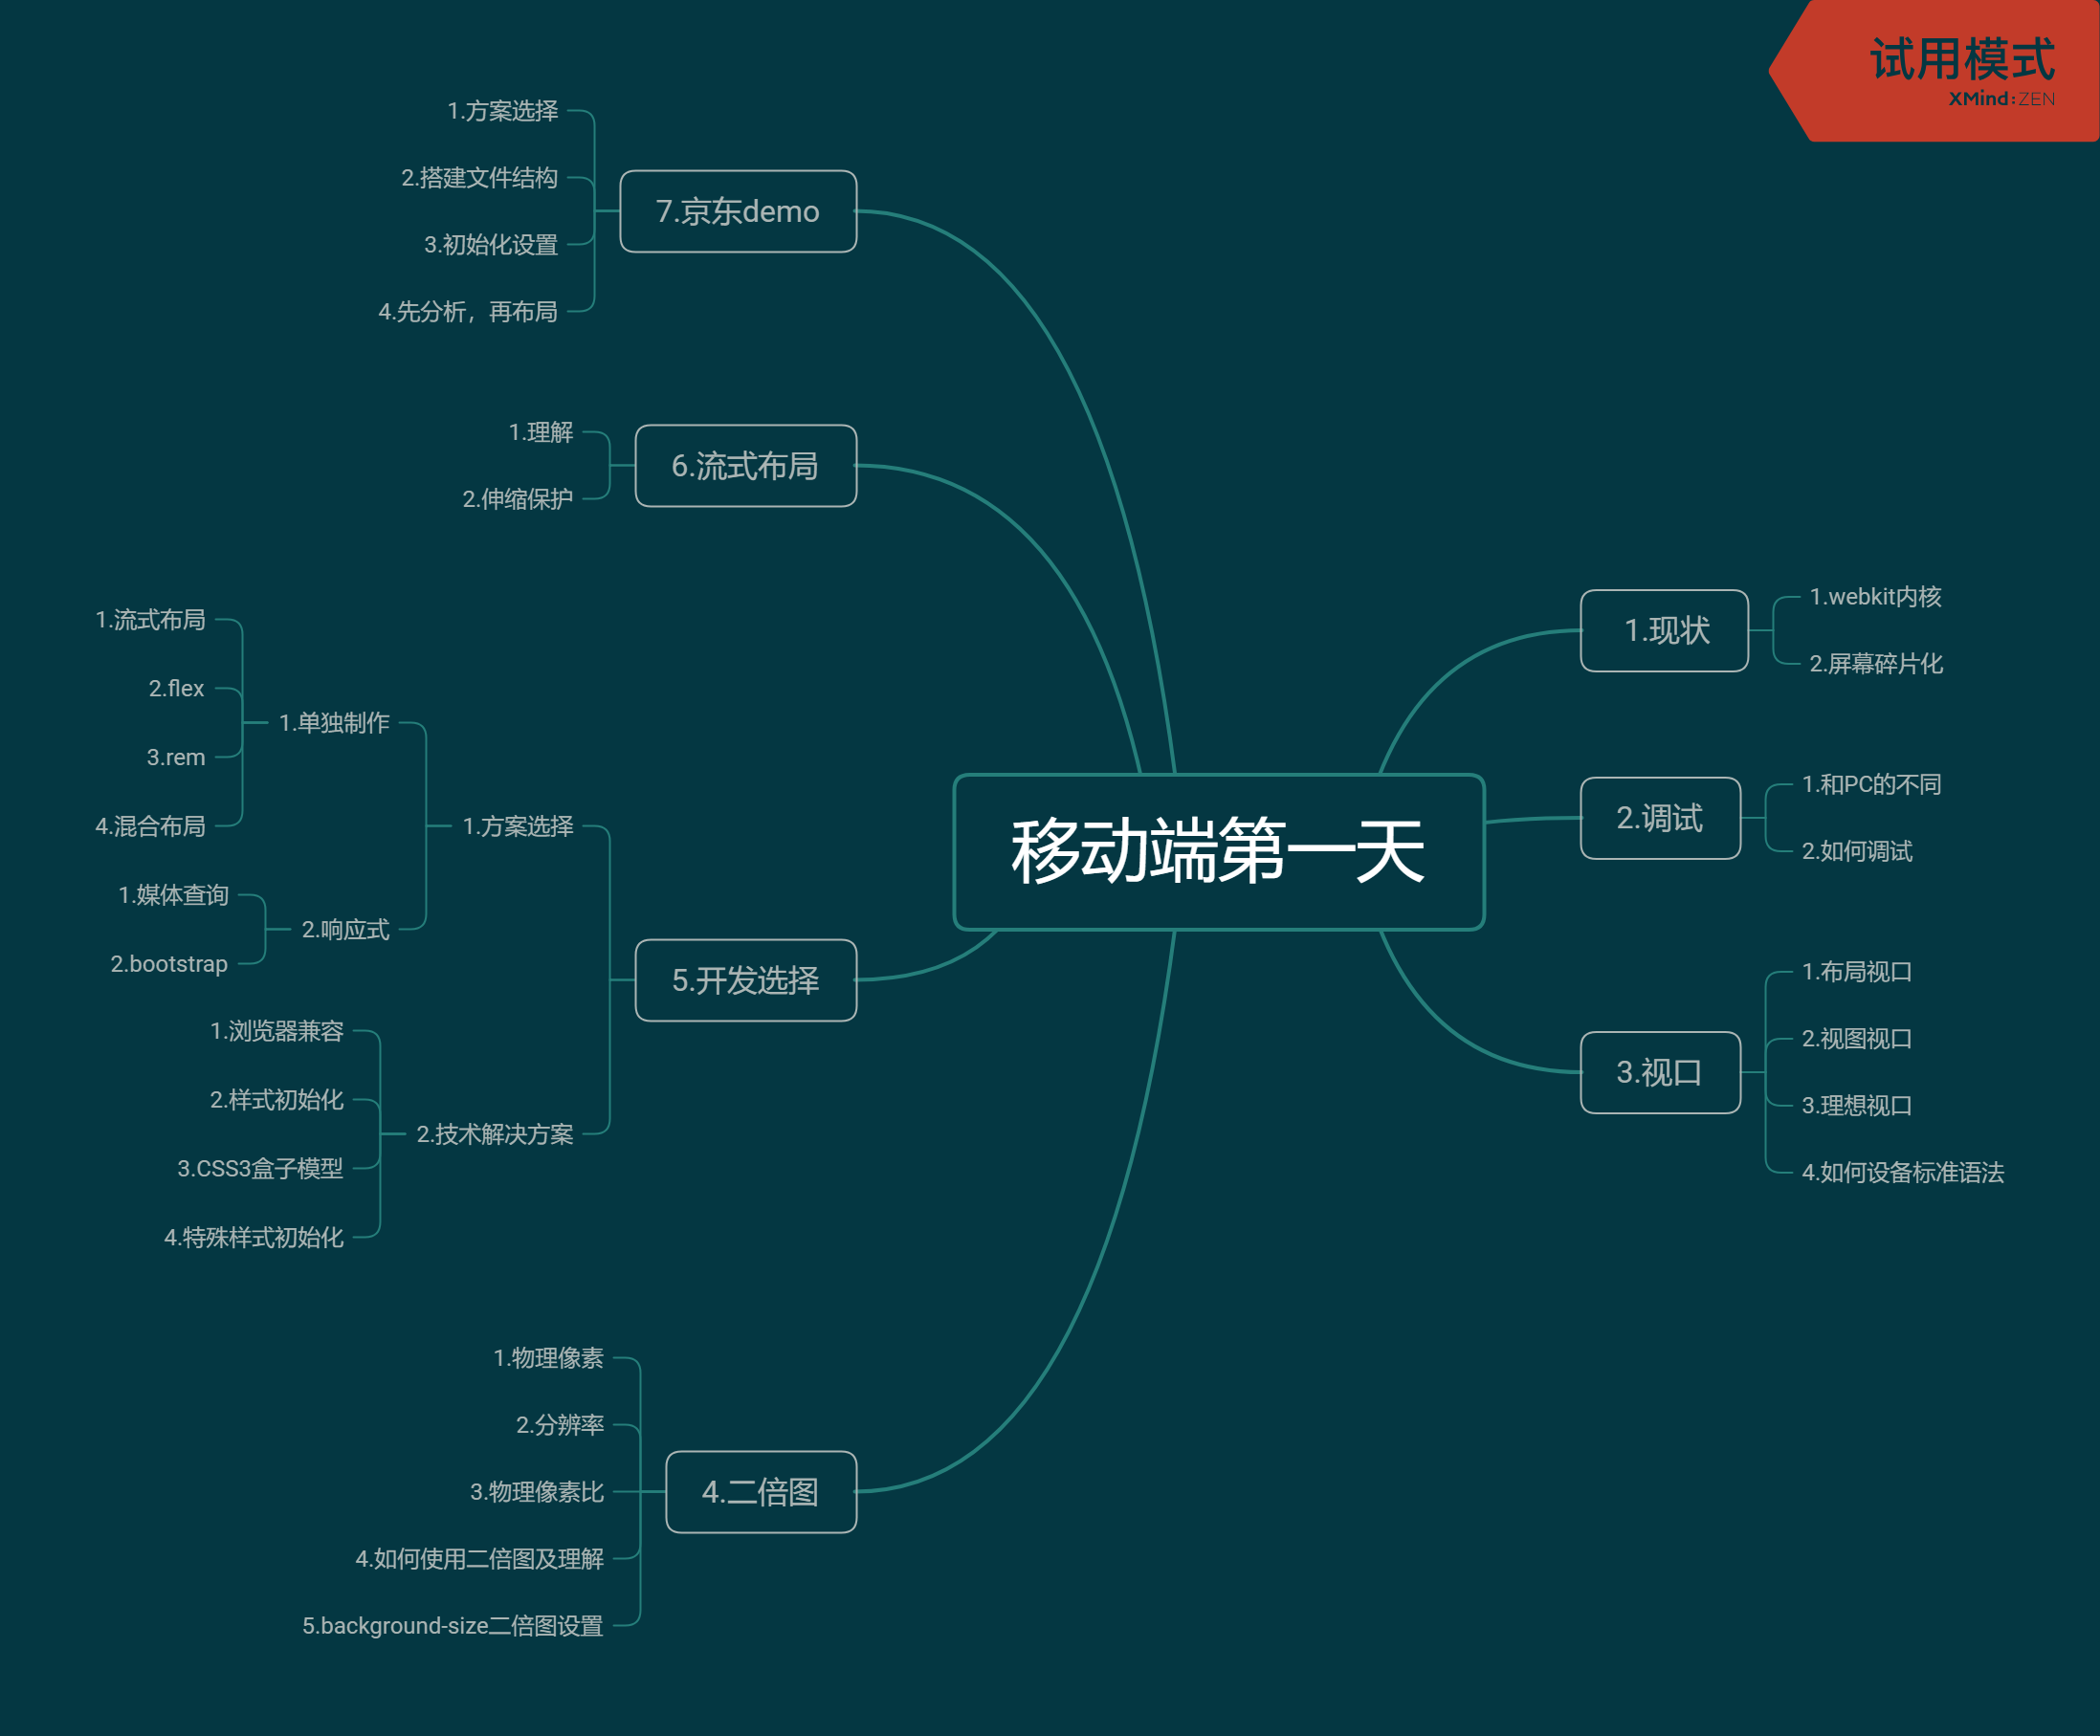 试用模式
XMind:ZEN
移动端第一天
1.现状
1.webkit内核
2.屏幕碎片化
2.调试
1.和PC的不同
2.如何调试
3.视口
1.布局视口
2.视图视口
3.理想视口
4.如何设备标准语法
4.二倍图
1.物理像素
2.分辨率
3.物理像素比
4.如何使用二倍图及理解
5.background-size二倍图设置
5.开发选择
1.方案选择
1.单独制作
1.流式布局
2.flex
3.rem
4.混合布局
2.响应式
1.媒体查询
2.bootstrap
2.技术解决方案
1.浏览器兼容
2.样式初始化
3.CSS3盒子模型
4.特殊样式初始化
6.流式布局
1.理解
2.伸缩保护
7.京东demo
1.方案选择
2.搭建文件结构
3.初始化设置
4.先分析，再布局